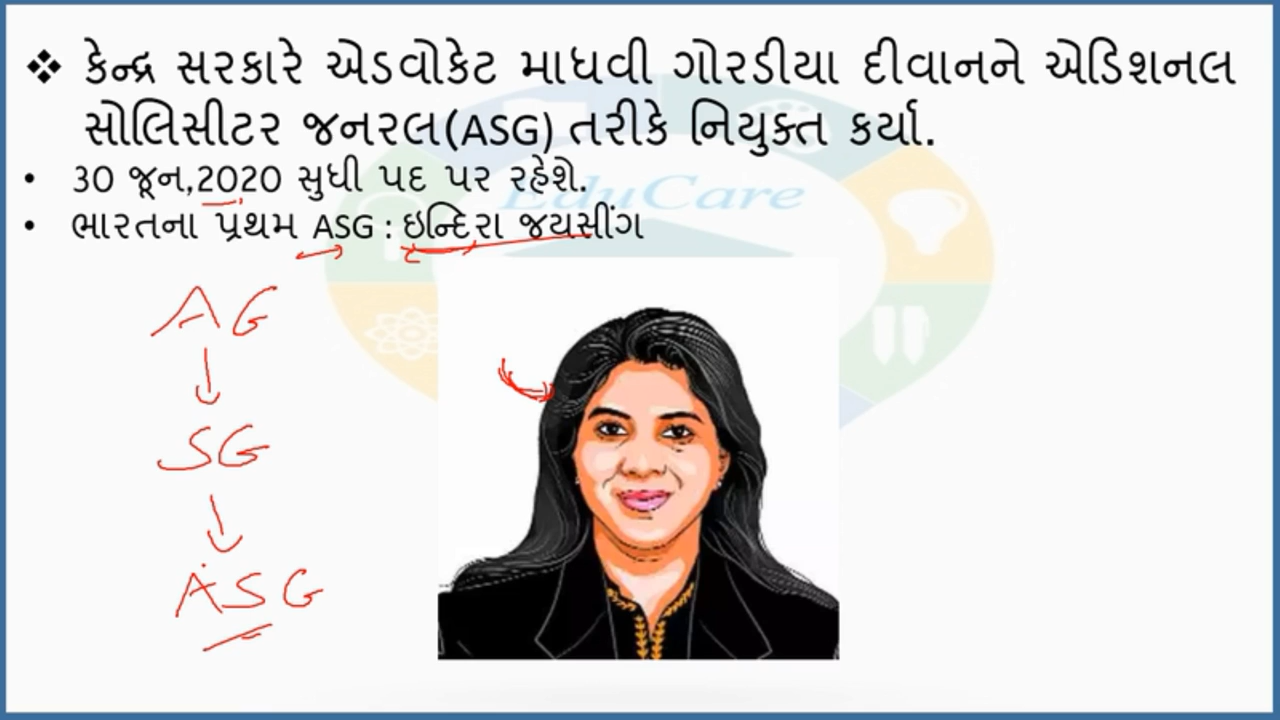 ❖ કેન્દ્ર સરકારે એડવોકેટ માધવી ગોરડીયા દીવાનને એડિશનલ
સોલિસીટર જનરલ(ASG) તરીકે નિયુક્ત કર્યા.
• 30 જૂન,2020 સુધી પદ પર રહેશે.
• ભારતના પ્રથમ ASG : ઇન્દિરા જયસીંગ
EduCare
AG
SG
ASG